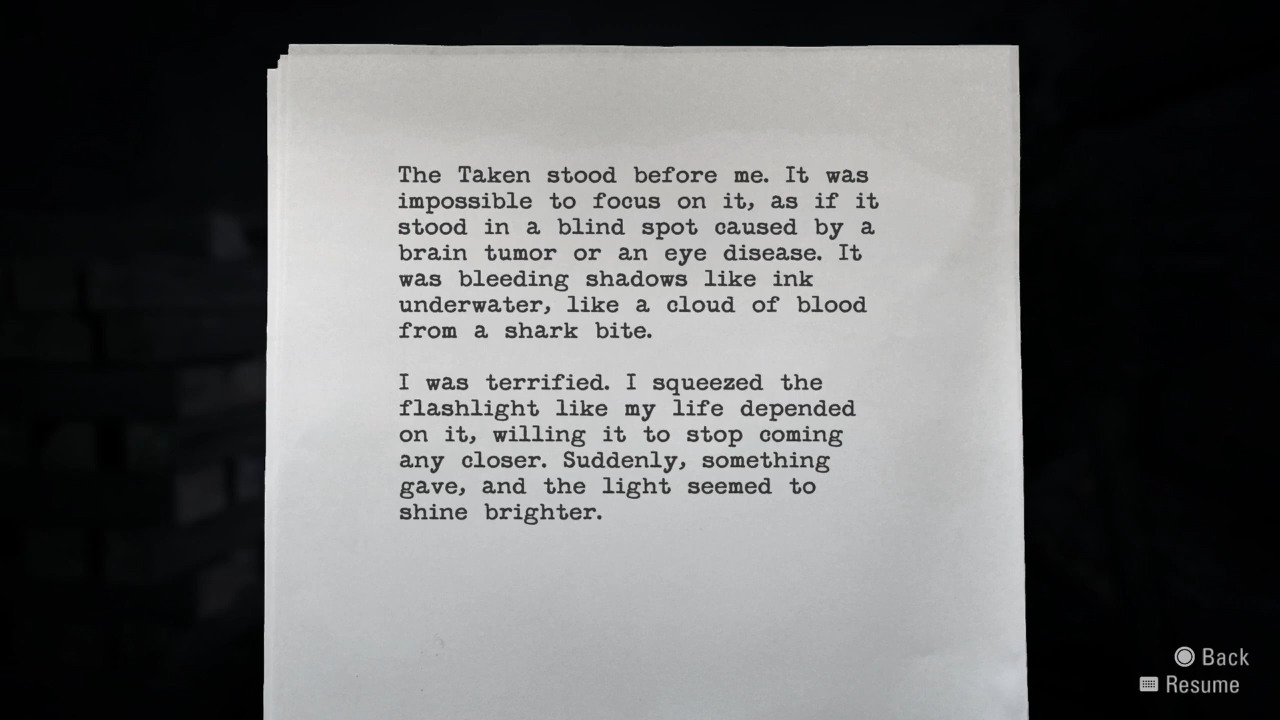 The Taken stood before me. It was
impossible to focus on it, as if it
stood in a blind spot caused by a
brain tumor or an eye disease. It
was bleeding shadows like ink
underwater, like a cloud of blood
from a shark bite.
I was terrified. I squeezed the
flashlight like my life depended
on it, willing it to stop coming
any closer. Suddenly, something
gave, and the light seemed to
shine brighter.
Back
Resume